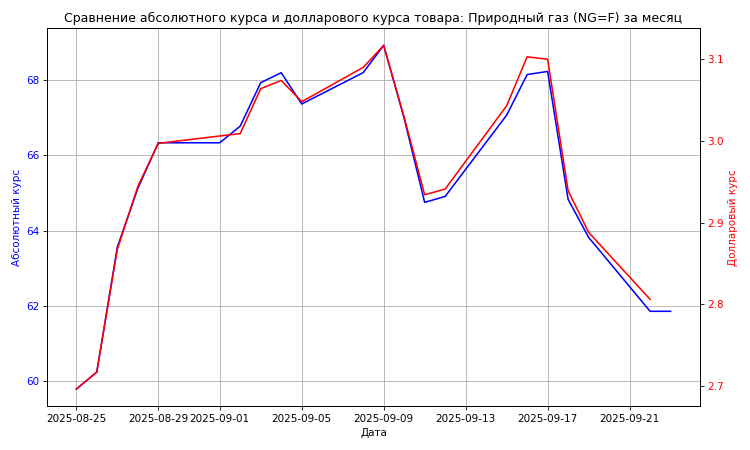 Сравнение абсолютного курса и долларового курса товара: Природный газ (NG=F) за месяц
Абсолютный курс
68
66
64
62
60
3.1
3.0
2.9
2.8
2.7
Долларовый курс
2025-08-25 2025-08-29 2025-09-01 2025-09-05 2025-09-09 2025-09-13 2025-09-17 2025-09-21
Дата